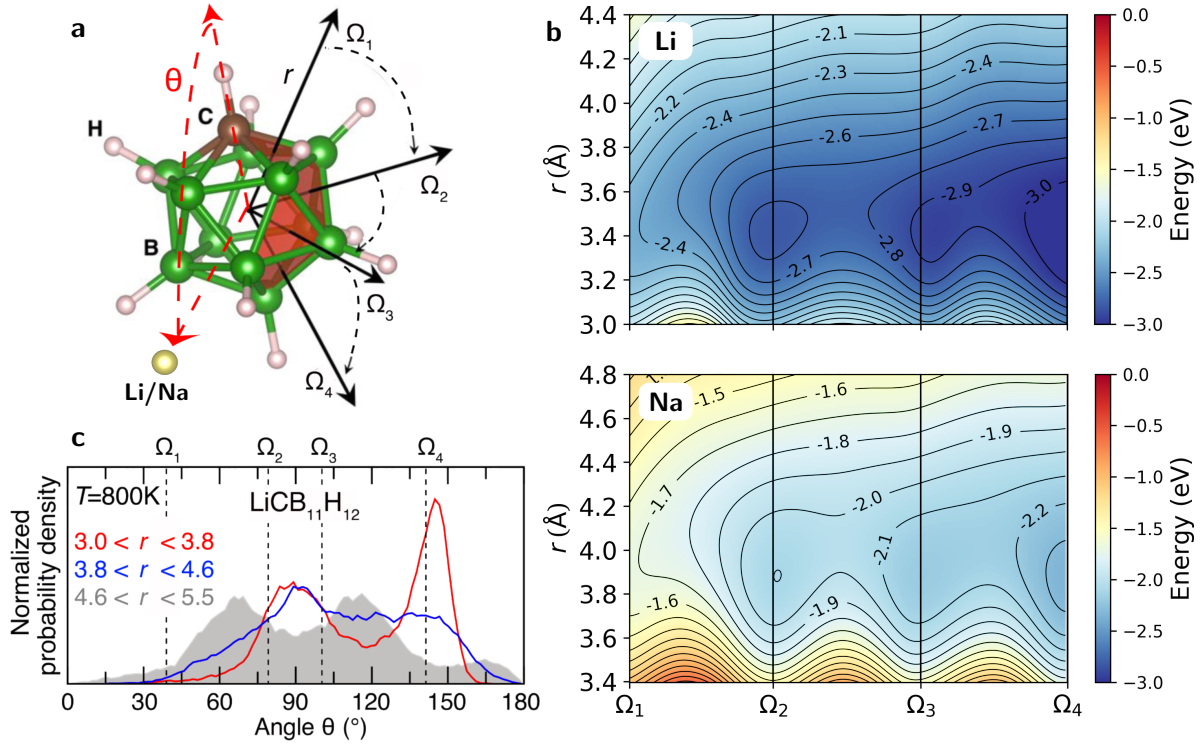 a
θ
r
Ω1
C
H
Ω2
B
Ω3
Ω4
Li/Na
b
Li
4.4
4.2
4.0
3.8
3.6
3.4
3.2
3.0
r (Å)
-2.1
-2.3
-2.4
-2.2
-2.4
-2.6
-2.7
-2.9
-3.0
-2.4
-2.8
-2.7
0.0
−0.5
−1.0
−1.5
−2.0
−2.5
−3.0
Energy (eV)
Na
4.8
4.6
4.4
4.2
4.0
3.8
3.6
3.4
r (Å)
-1.5
-1.6
-1.8
-1.9
-1.7
-2.0
-2.2
-2.1
-1.6
-1.9
Ω1 Ω2 Ω3 Ω4
0.0
−0.5
−1.0
−1.5
−2.0
−2.5
−3.0
Energy (eV)
c
Ω1 Ω2 Ω3 Ω4
T=800K
LiCB11H12
3.0 < r < 3.8
3.8 < r < 4.6
4.6 < r < 5.5
Normalized
probability density
0 30 60 90 120 150 180
Angle θ (°)